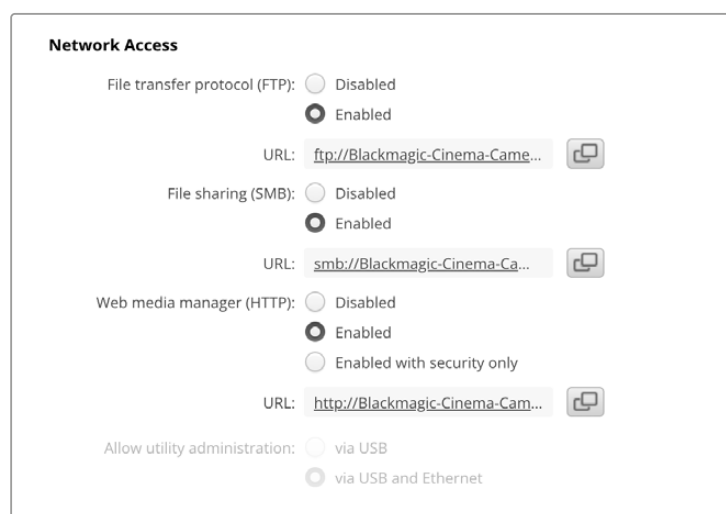 Network Access
File transfer protocol (FTP): Disabled
Enabled
URL: ftp://Blackmagic-Cinema-Came...
File sharing (SMB): Disabled
Enabled
URL: smb://Blackmagic-Cinema-Ca...
Web media manager (HTTP): Disabled
Enabled
Enabled with security only
URL: http://Blackmagic-Cinema-Cam...
Allow utility administration: via USB
via USB and Ethernet